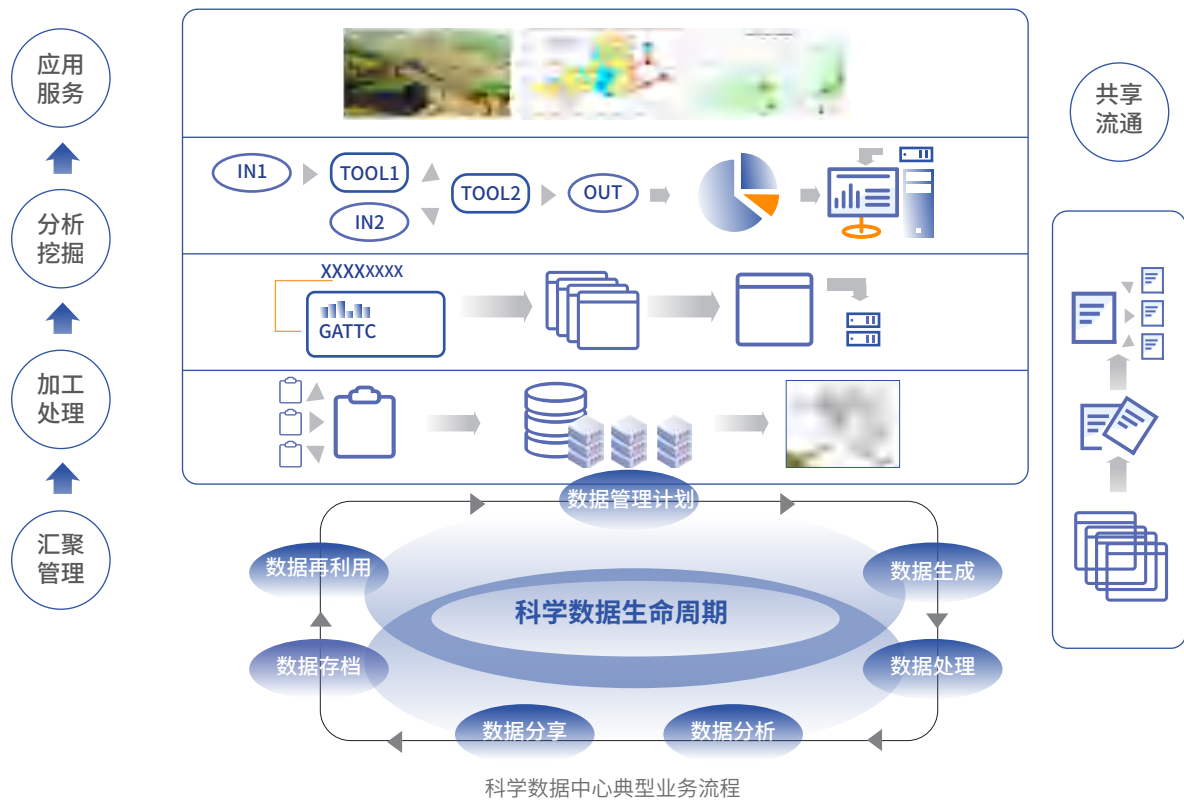 应用
服务
分析
挖掘
加工
处理
汇聚
管理
IN1
TOOL1
IN2
TOOL2
OUT
XXXXXXXX
GATTC
共享
流通
数据管理计划
数据再利用
数据生成
科学数据生命周期
数据存档
数据处理
数据分享
数据分析
科学数据中心典型业务流程